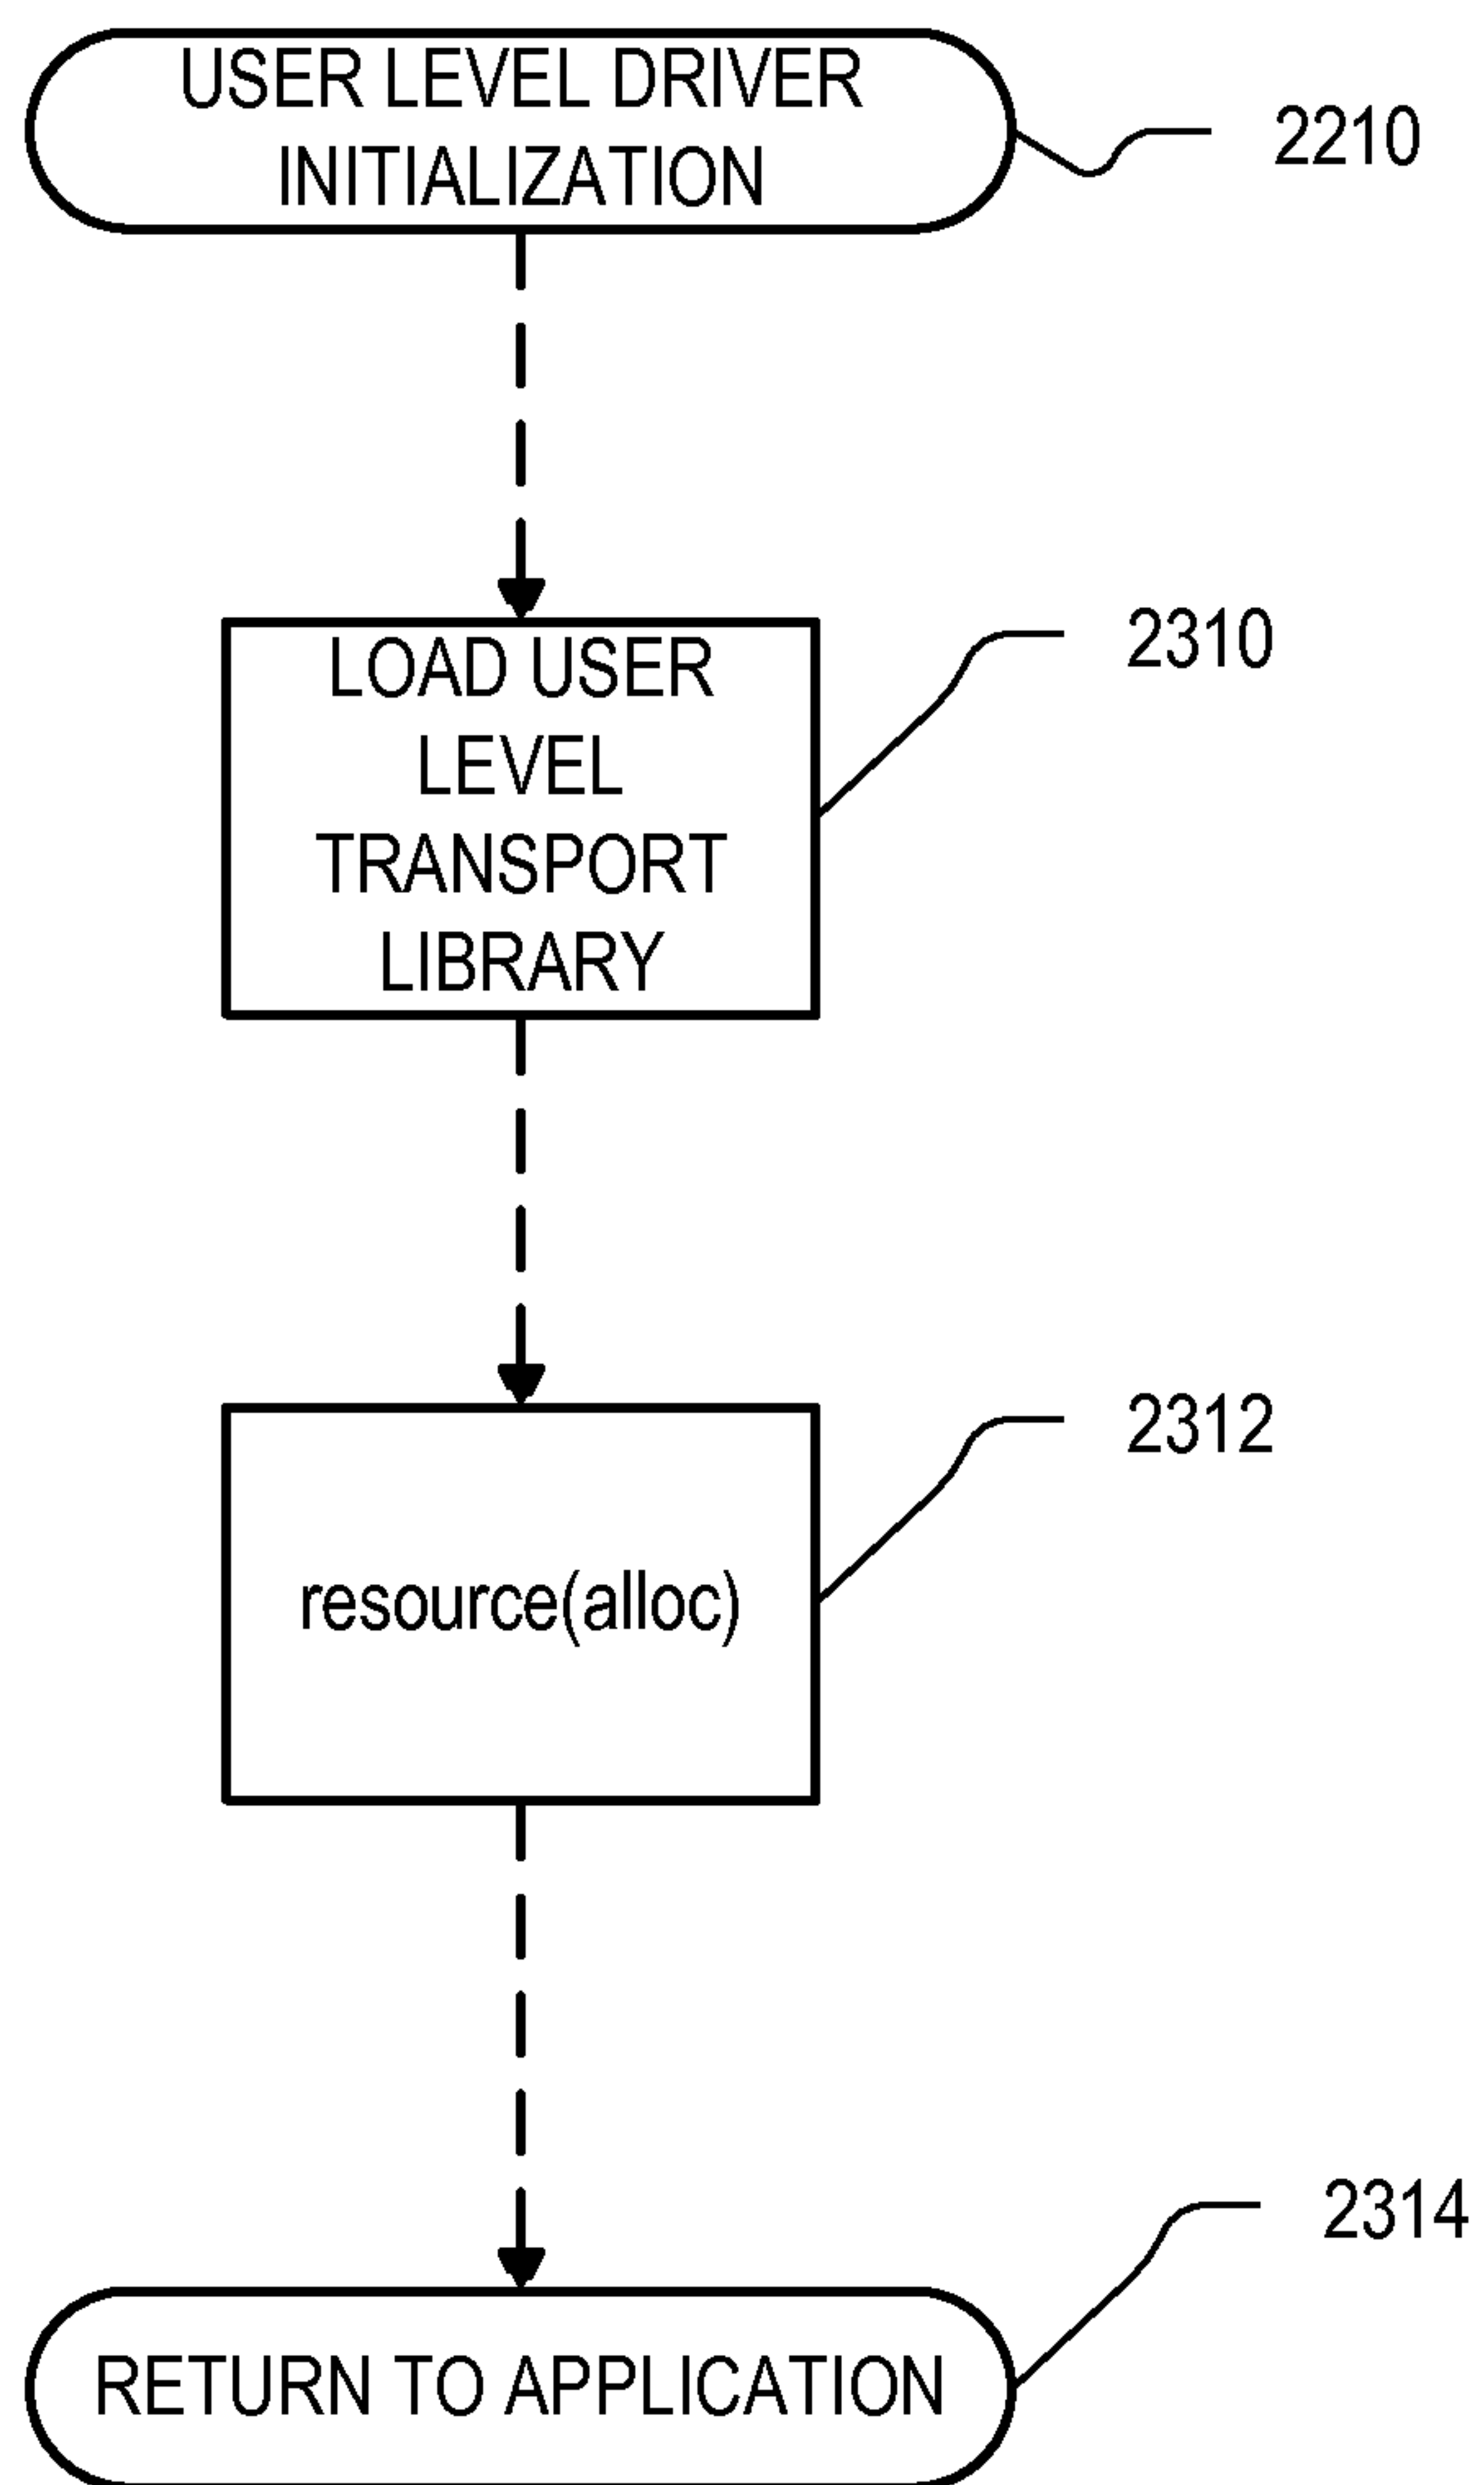 USER LEVEL DRIVER
INITIALIZATION
2210
LOAD USER
LEVEL
TRANSPORT
LIBRARY
2310
resource(alloc)
2312
RETURN TO APPLICATION
2314